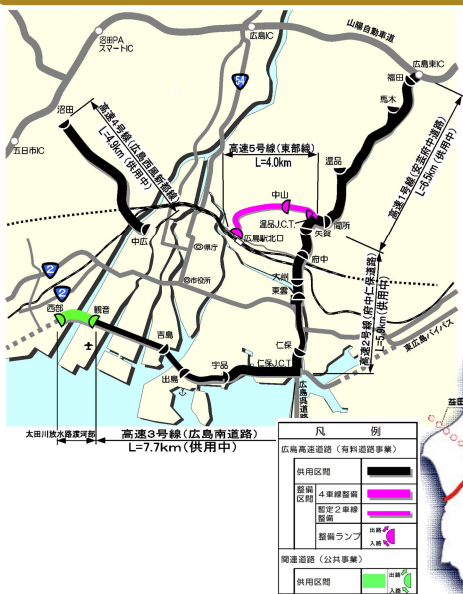 沼田PA
スマートIC
広島IC
山陽自動車道
広島東IC
福田
馬木
54
沼田
高速4号線(広島西風新都線)
L=4.9km(供用中)
五日市IC
高速5号線(東部線)
L=4.0km
温品
高速1号線(安芸府中道路)
L=6.5km(供用中)
中山
温品J.C.T.
間所
矢賀
広島駅北口
中広
県庁
府中
市役所
大州
東雲
高速2号線(府中仁保道路)
L=5.9km(供用中)
2
2
西部
観音
吉島
仁保
東広島バイパス
宇品
仁保J.C.T.
出島
広島県道路
太田川放水路渡河部
高速3号線(広島南道路)
L=7.7km(供用中)
益田
凡 例
広島高速道路(有料道路事業)
供用区間
整備区間
4車線整備
暫定2車線整備
整備ランプ
出路
入路
関連道路(公共事業)
供用区間
出路
入路